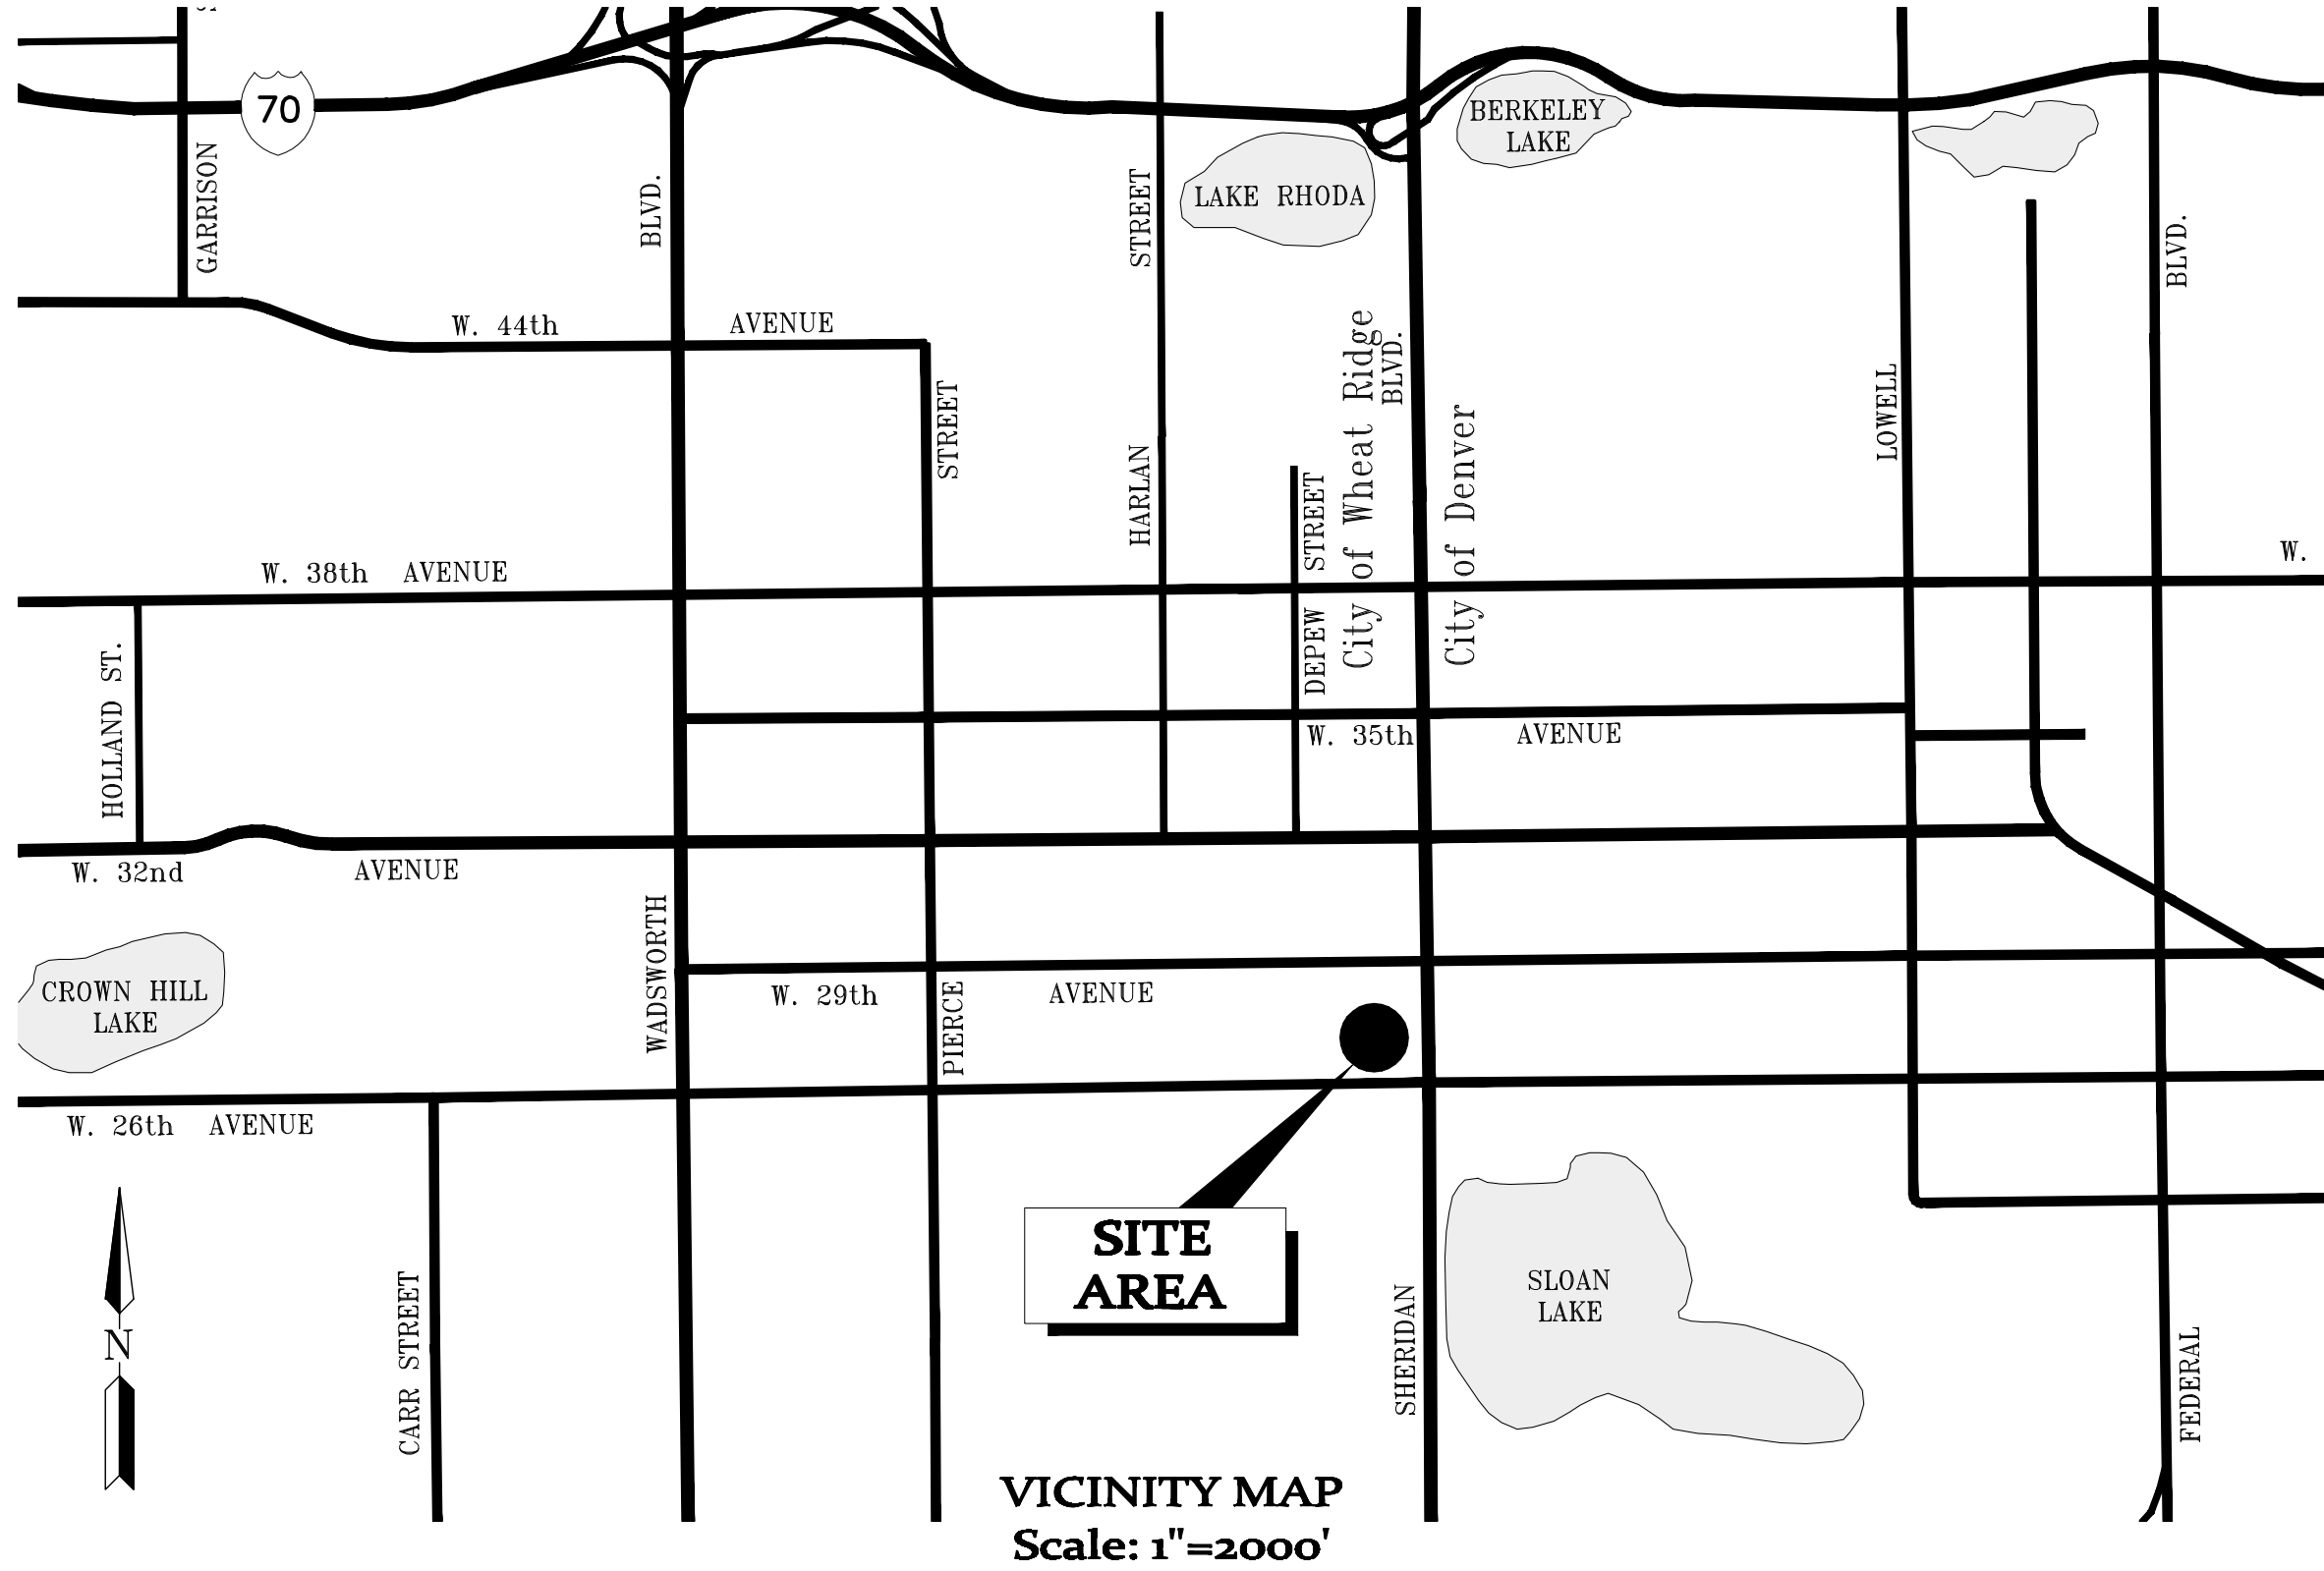 70
BERKELEY
LAKE
LAKE RHODA
GARRISON
BLVD.
STREET
BLVD.
W. 44th AVENUE
STREET
HARLAN
STREET
DEPEW
City of Wheat Ridge
BLVD.
City of Denver
LOWELL
W. 38th AVENUE
W.
HOLLAND ST.
W. 35th AVENUE
W. 32nd AVENUE
CROWN HILL
LAKE
WADSWORTH
W. 29th AVENUE
PIERCE
W. 26th AVENUE
SITE
AREA
SLOAN
LAKE
N
CARR STREET
SHERIDAN
FEDERAL
VICINITY MAP
Scale: 1"=2000'